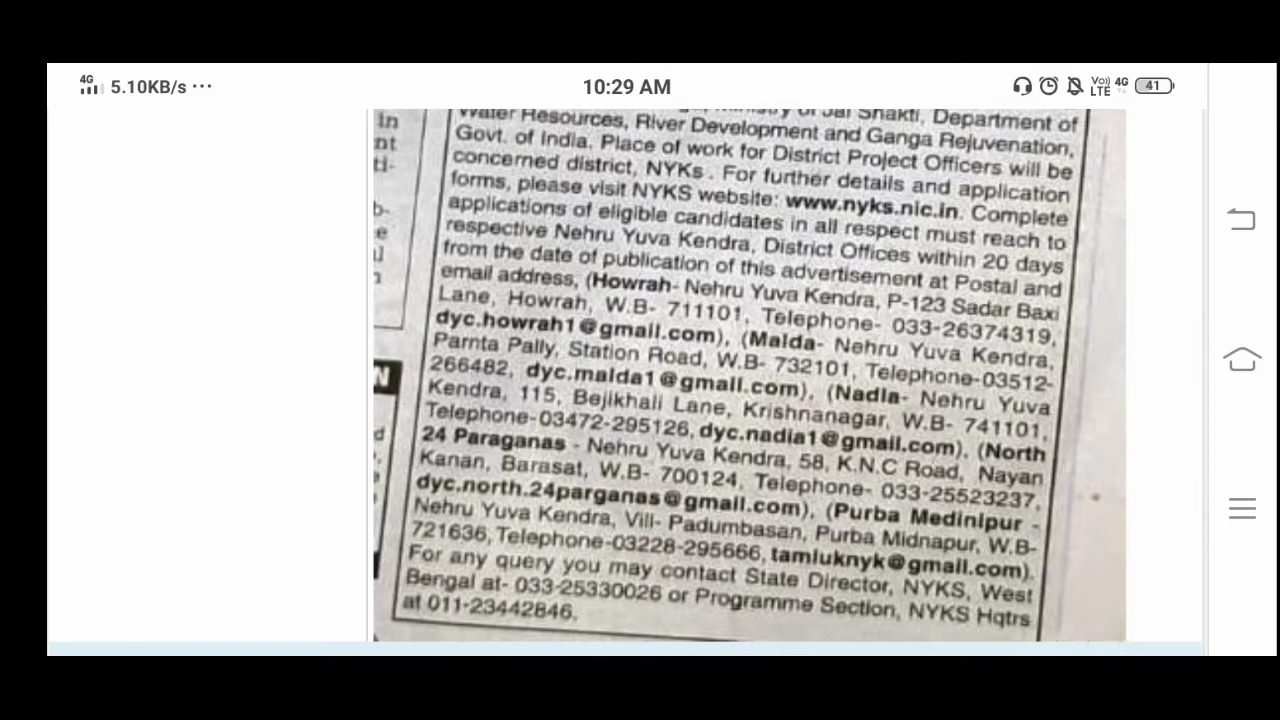 4G 5.10KB/s ... 10:29 AM Vo)) LTE 4G 41
Jal Shakti, Department of
Water Resources, River Development and Ganga Rejuvenation,
Govt. of India. Place of work for District Project Officers will be
concerned district, NYKs . For further details and application
forms, please visit NYKS website: www.nyks.nic.in. Complete
applications of eligible candidates in all respect must reach to
respective Nehru Yuva Kendra, District Offices within 20 days
from the date of publication of this advertisement at Postal and
email address, (Howrah- Nehru Yuva Kendra, P-123 Sadar Baxi
Lane, Howrah, W.B- 711101, Telephone- 033-26374319,
dyc.howrah1@gmail.com), (Malda- Nehru Yuva Kendra,
Parnta Pally, Station Road, W.B- 732101, Telephone-03512-
266482, dyc.malda1@gmail.com), (Nadia- Nehru Yuva
Kendra, 115, Bejikhali Lane, Krishnanagar, W.B- 741101,
Telephone-03472-295126, dyc.nadia1@gmail.com), (North
24 Paraganas - Nehru Yuva Kendra, 58, K.N.C Road, Nayan
Kanan, Barasat, W.B- 700124, Telephone- 033-25523237,
dyc.north.24parganas@gmail.com), (Purba Medinipur -
Nehru Yuva Kendra, Vill- Padumbasan, Purba Midnapur, W.B-
721636, Telephone-03228-295666, tamluknyk@gmail.com).
For any query you may contact State Director, NYKS, West
Bengal at- 033-25330026 or Programme Section, NYKS Hqtrs
at 011-23442846.